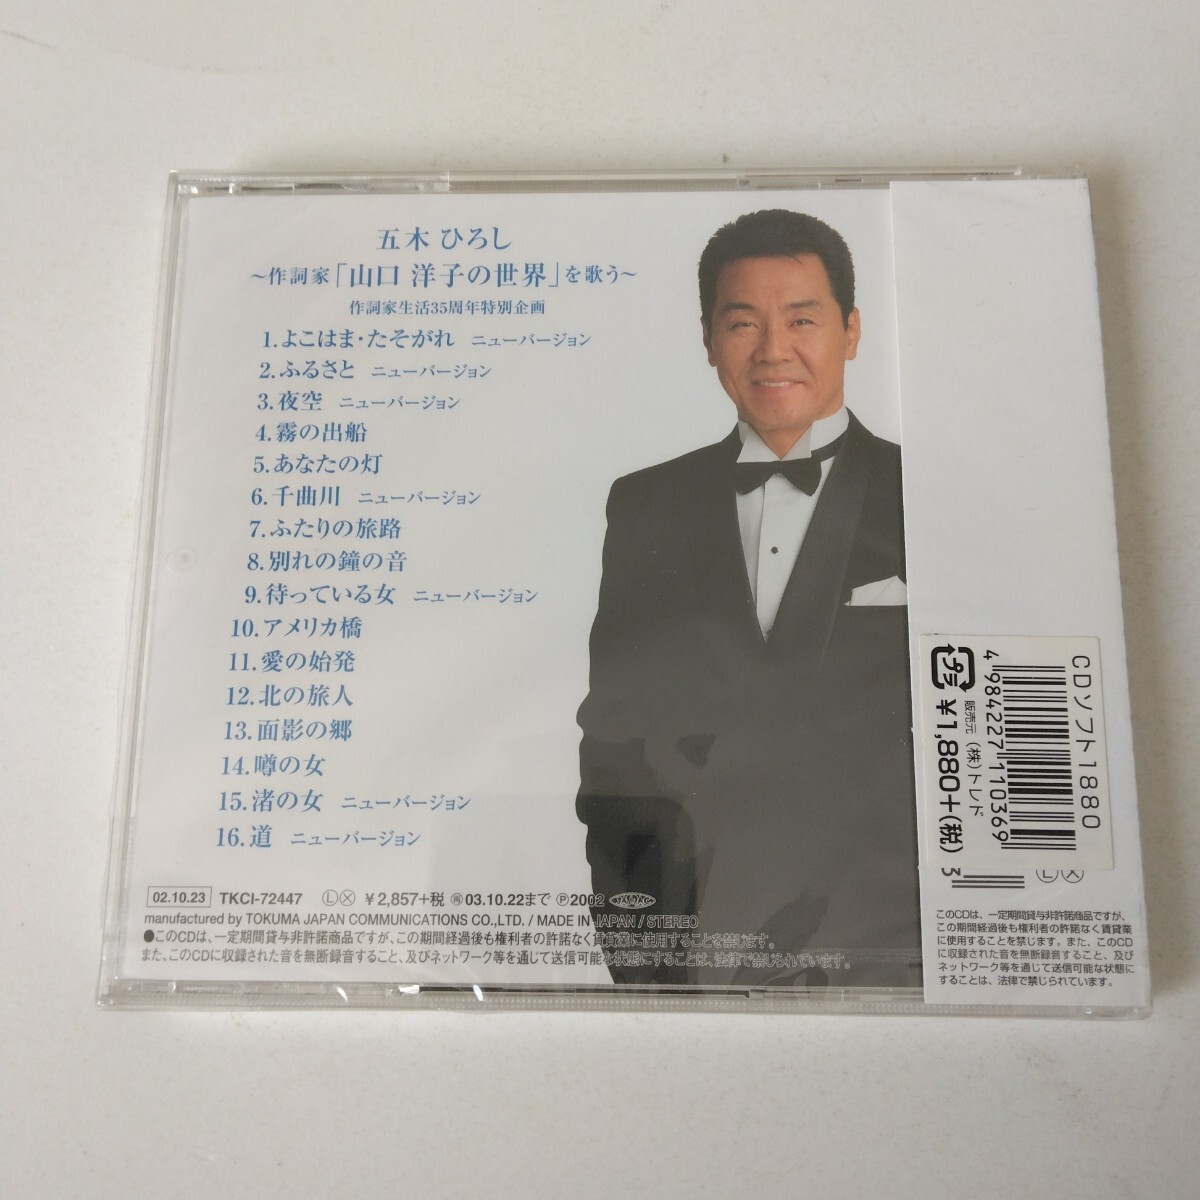 五木 ひろし
～作詞家「山口 洋子の世界」を歌う～
作詞家生活35周年特別企画
1.よこはま・たそがれ ニューバージョン
2.ふるさと ニューバージョン
3.夜空 ニューバージョン
4.霧の出船
5.あなたの灯
6.千曲川 ニューバージョン
7.ふたりの旅路
8.別れの鐘の音
9.待っている女 ニューバージョン
10.アメリカ橋
11.愛の始発
12.北の旅人
13.面影の郷
14.噂の女
15.渚の女 ニューバージョン
16.道 ニューバージョン
02.10.23 TKCI-72447 ⓁⓍ ¥2,857+税 ㊢03.10.22まで Ⓟ2002
manufactured by TOKUMA JAPAN COMMUNICATIONS CO.,LTD. / MADE IN JAPAN / STEREO
●このCDは、一定期間貸与非許諾商品ですが、この期間経過後も権利者の許諾なく賃貸業に使用することを禁じます。
また、このCDに収録された音を無断録音すること、及びネットワーク等を通じて送信可能な状態にすることは、法律で禁じられています。
CDソフト1880
4 984227 110369
販売元 (株)トレド
¥1,880+(税)
プラ
3
ⓁⓍ
このCDは、一定期間貸与非許諾商品ですが、
この期間経過後も権利者の許諾なく賃貸業
に使用することを禁じます。また、このCD
に収録された音を無断録音すること、及び
ネットワーク等を通じて送信可能な状態に
することは、法律で禁じられています。